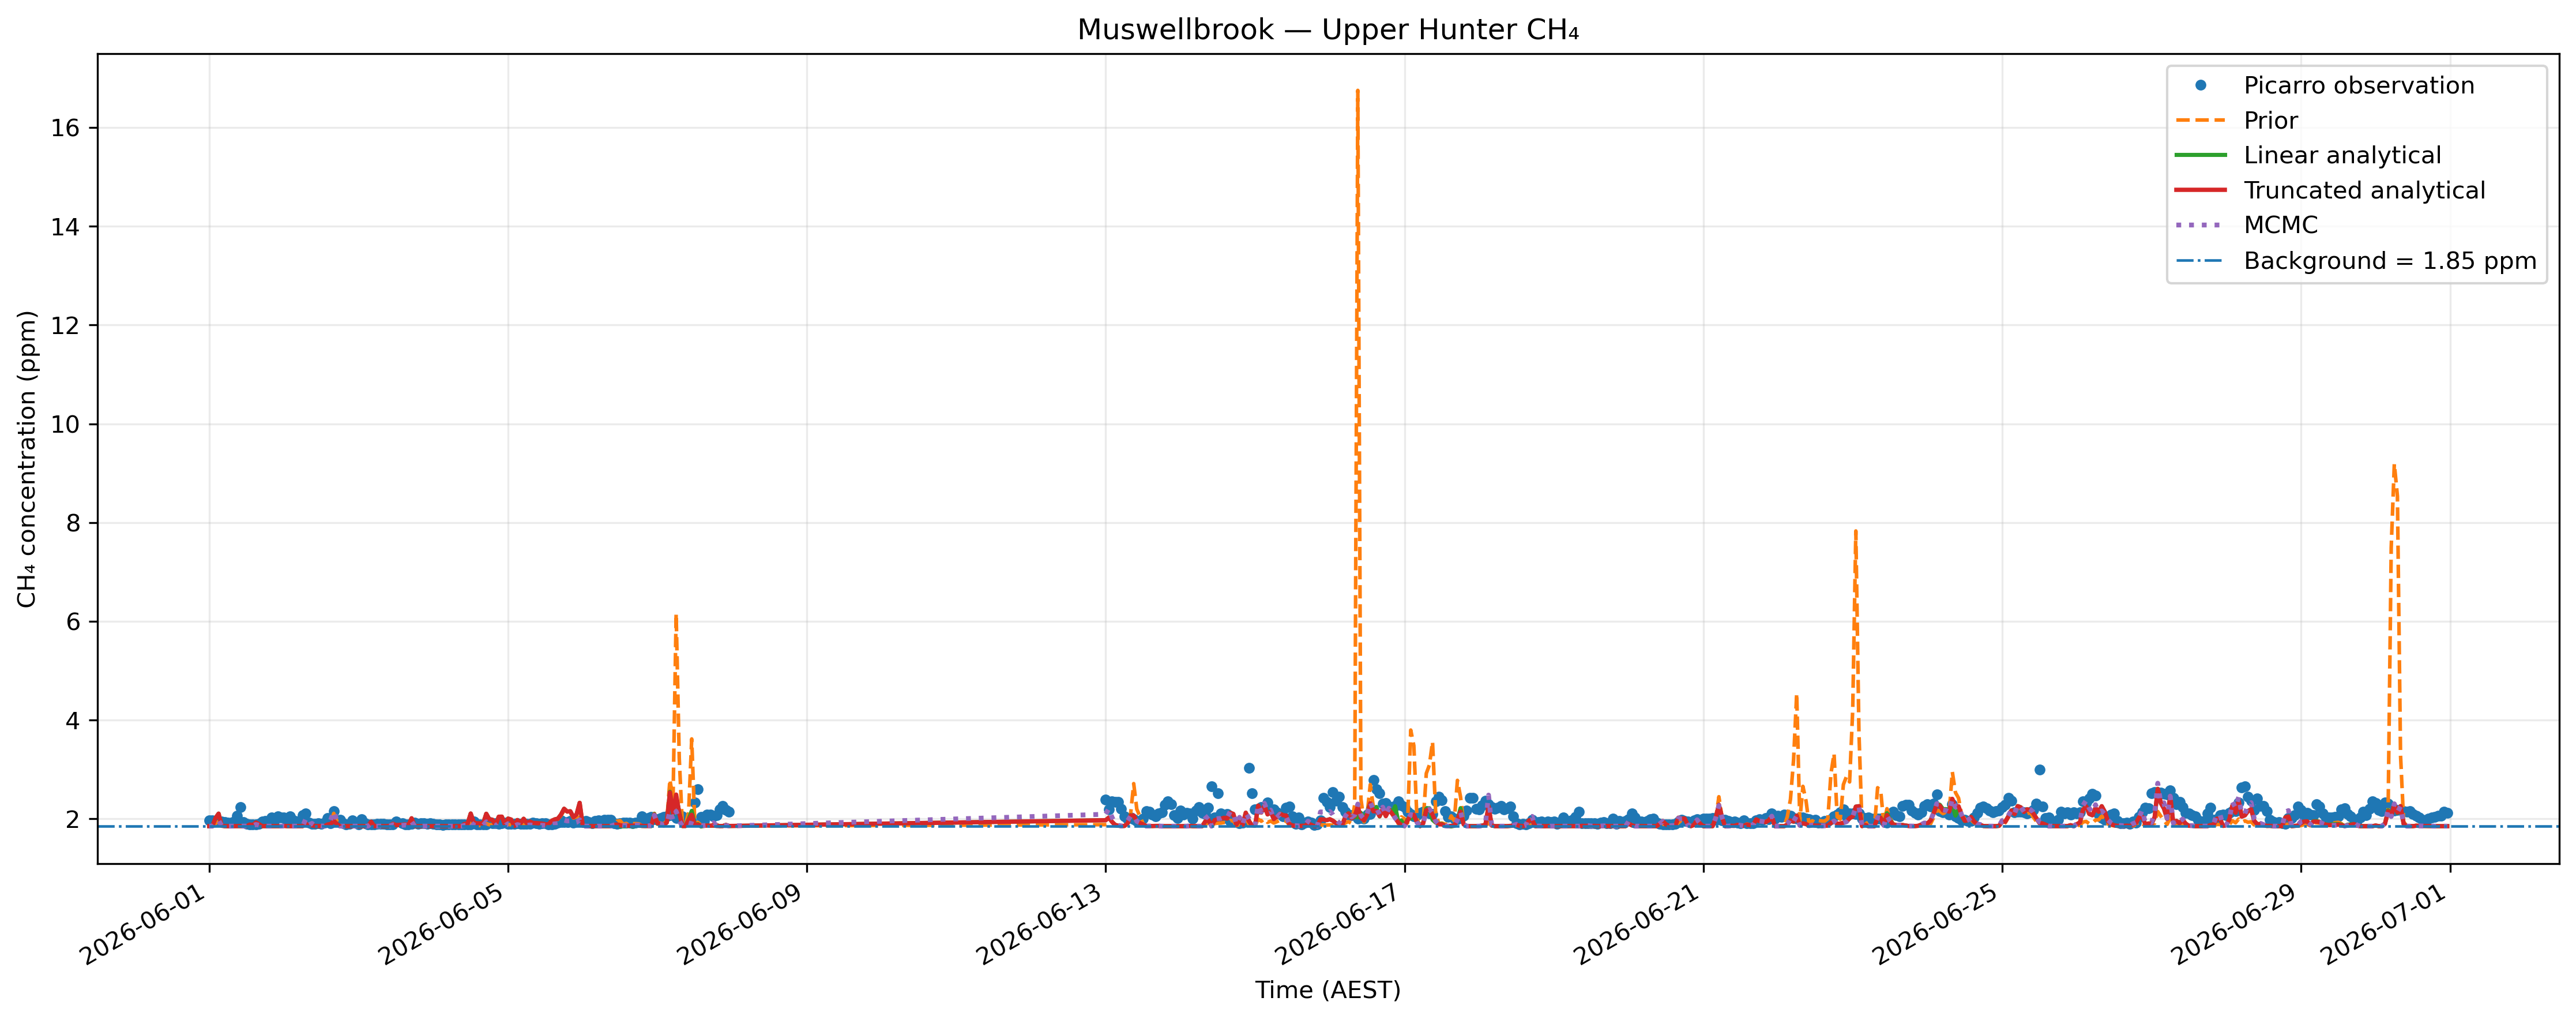 Muswellbrook — Upper Hunter CH₄
CH₄ concentration (ppm)
16
14
12
10
8
6
4
2
Picarro observation
Prior
Linear analytical
Truncated analytical
MCMC
Background = 1.85 ppm
2026-06-01
2026-06-05
2026-06-09
2026-06-13
2026-06-17
2026-06-21
2026-06-25
2026-06-29
2026-07-01
Time (AEST)